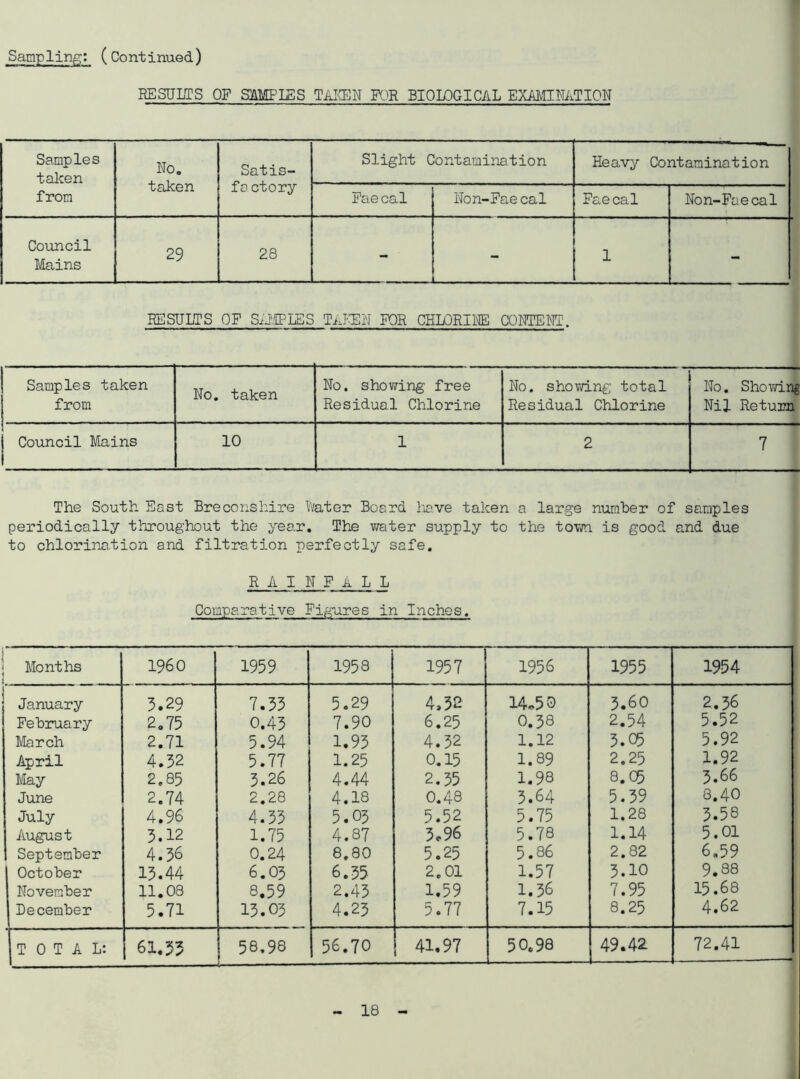 Sampling: (Continued)
RESULTS OF SAMPLES TAKEN FOR BIOLOGICAL EXAMINATION
Samples taken from | No. taken | Satis-factory | Slight Contamination | Heavy Contamination
Faecal | Non-Faecal | Faecal | Non-Faecal
Council Mains | 29 | 28 | - | - | 1 | -
RESULTS OF SAMPLES TAKEN FOR CHLORINE CONTENT.
Samples taken from | No. taken | No. showing free Residual Chlorine | No. showing total Residual Chlorine | No. Showing Nil Return
Council Mains | 10 | 1 | 2 | 7
The South East Breconshire Water Board have taken a large number of samples
periodically throughout the year. The water supply to the town is good and due
to chlorination and filtration perfectly safe.
RAINFALL
Comparative Figures in Inches.
Months | 1960 | 1959 | 1958 | 1957 | 1956 | 1955 | 1954
January | 3.29 | 7.33 | 5.29 | 4.32 | 14.50 | 3.60 | 2.36
February | 2.75 | 0.43 | 7.90 | 6.25 | 0.38 | 2.54 | 5.52
March | 2.71 | 5.94 | 1.93 | 4.32 | 1.12 | 3.05 | 5.92
April | 4.32 | 5.77 | 1.25 | 0.15 | 1.89 | 2.25 | 1.92
May | 2.85 | 3.26 | 4.44 | 2.35 | 1.98 | 8.05 | 3.66
June | 2.74 | 2.28 | 4.18 | 0.48 | 3.64 | 5.39 | 8.40
July | 4.96 | 4.33 | 5.03 | 5.52 | 5.75 | 1.28 | 3.58
August | 3.12 | 1.75 | 4.87 | 3.96 | 5.78 | 1.14 | 5.01
September | 4.36 | 0.24 | 8.80 | 5.25 | 5.86 | 2.82 | 6.59
October | 13.44 | 6.03 | 6.35 | 2.01 | 1.57 | 3.10 | 9.88
November | 11.08 | 8.59 | 2.43 | 1.59 | 1.36 | 7.95 | 15.68
December | 5.71 | 13.03 | 4.23 | 5.77 | 7.15 | 8.25 | 4.62
TOTAL: | 61.33 | 58.98 | 56.70 | 41.97 | 50.98 | 49.42 | 72.41
- 18 -